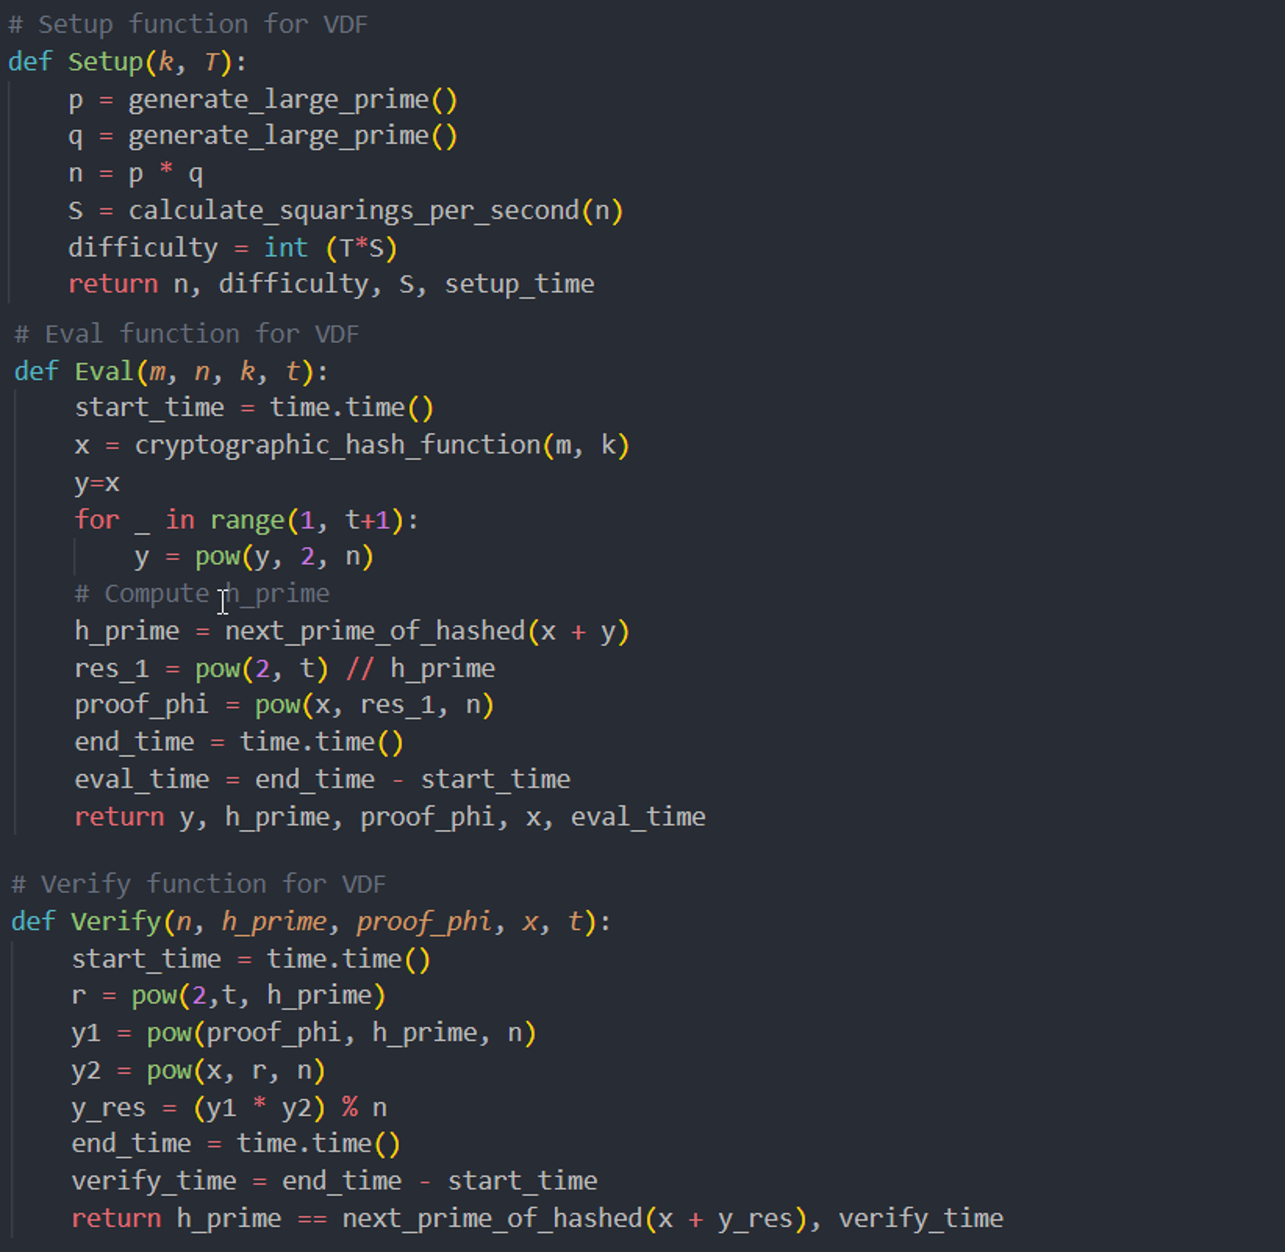 # Setup function for VDF
def Setup(k, T):
    p = generate_large_prime()
    q = generate_large_prime()
    n = p * q
    S = calculate_squarings_per_second(n)
    difficulty = int (T*S)
    return n, difficulty, S, setup_time
# Eval function for VDF
def Eval(m, n, k, t):
    start_time = time.time()
    x = cryptographic_hash_function(m, k)
    y=x
    for _ in range(1, t+1):
        y = pow(y, 2, n)
    # Compute h_prime
    h_prime = next_prime_of_hashed(x + y)
    res_1 = pow(2, t) // h_prime
    proof_phi = pow(x, res_1, n)
    end_time = time.time()
    eval_time = end_time - start_time
    return y, h_prime, proof_phi, x, eval_time
# Verify function for VDF
def Verify(n, h_prime, proof_phi, x, t):
    start_time = time.time()
    r = pow(2,t, h_prime)
    y1 = pow(proof_phi, h_prime, n)
    y2 = pow(x, r, n)
    y_res = (y1 * y2) % n
    end_time = time.time()
    verify_time = end_time - start_time
    return h_prime == next_prime_of_hashed(x + y_res), verify_time